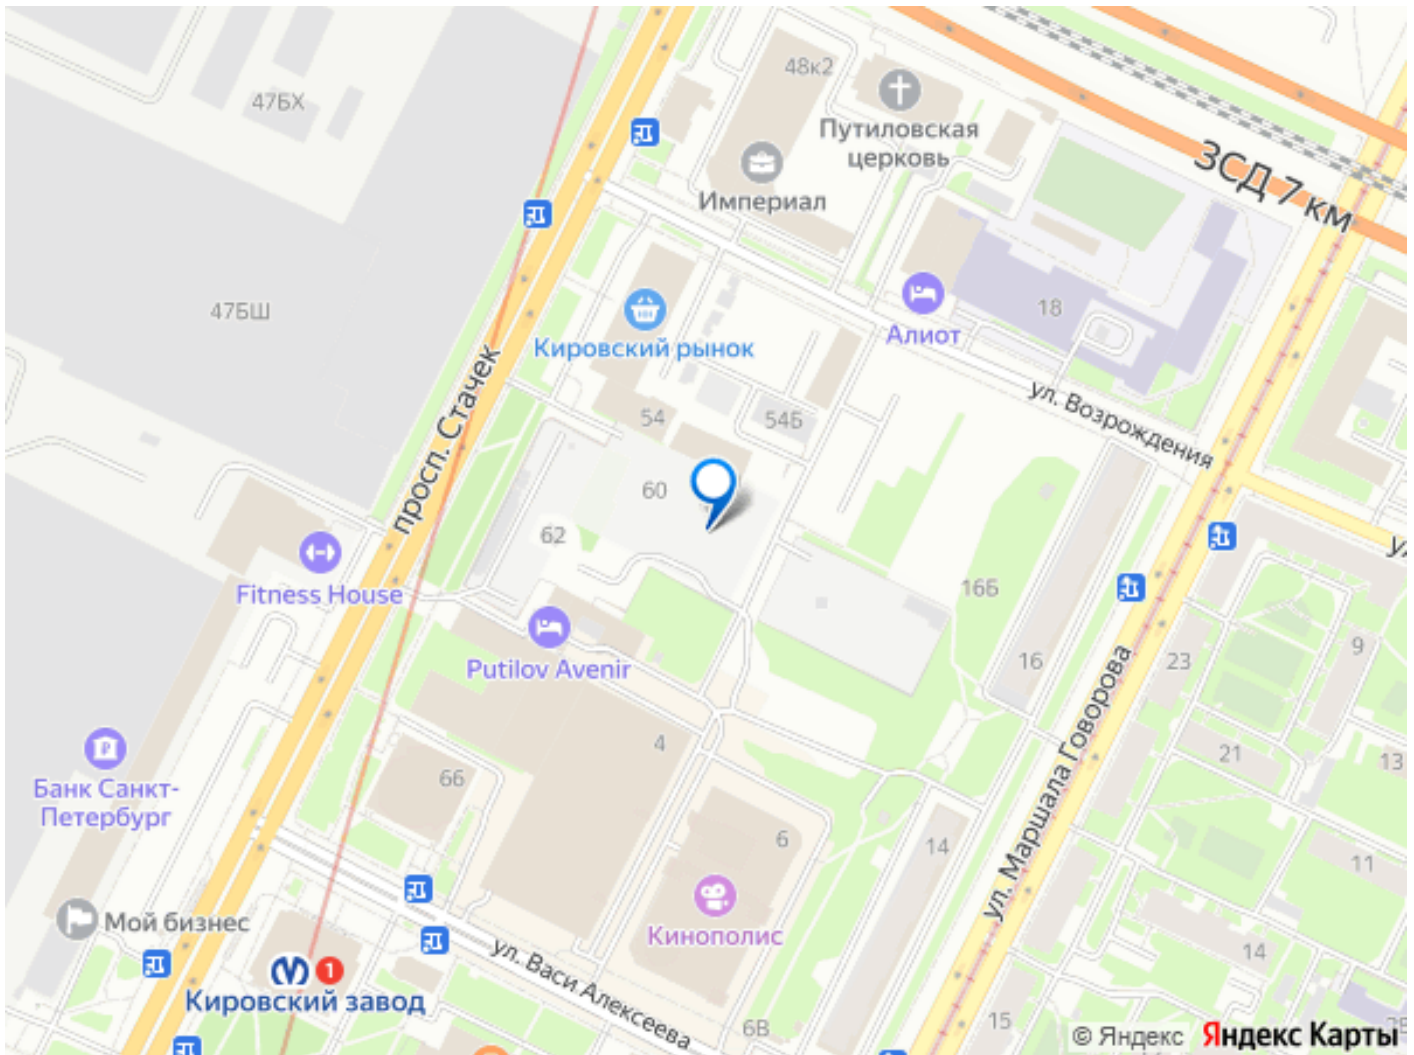 48к2
47БХ
Путиловская
церковь
ЗСД 7 км
Империал
47БШ
18
Алиот
Кировский рынок
просп. Стачек
ул. Возрождения
54
54Б
60
62
Fitness House
16Б
Putilov Avenir
16
23
9
ул. Маршала Говорова
4
21
13
Банк Санкт-
Петербург
66
6
14
11
Мой бизнес
Кинополис
ул. Васи Алексеева
14
1
Кировский завод
6В
15
© Яндекс
Яндекс Карты